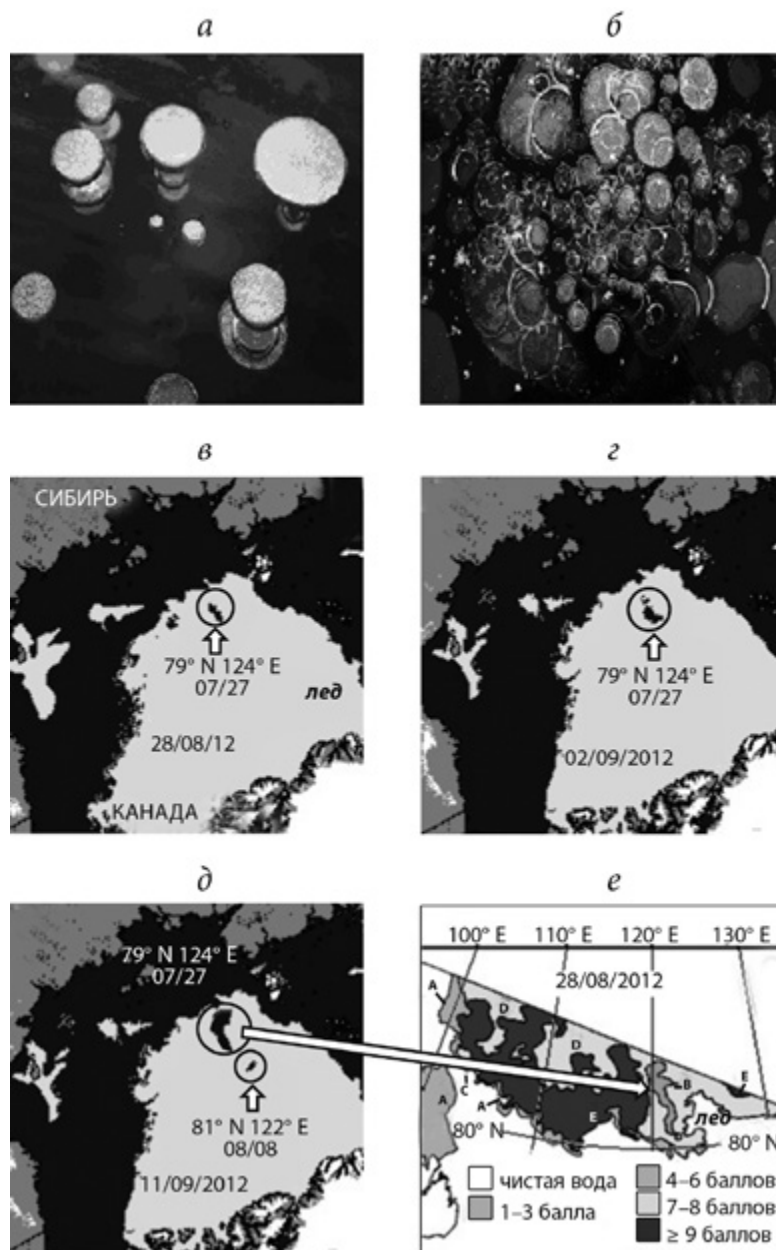 а
б
в
СИБИРЬ
79° N 124° E
07/27
лед
28/08/12
КАНАДА
г
79° N 124° E
07/27
02/09/2012
д
79° N 124° E
07/27
81° N 122° E
08/08
11/09/2012
е
100° E 110° E 120° E 130° E
28/08/2012
A
D
D
E
C
A
B
A
E
лед
80° N
80° N
чистая вода
1–3 балла
4–6 баллов
7–8 баллов
≥ 9 баллов